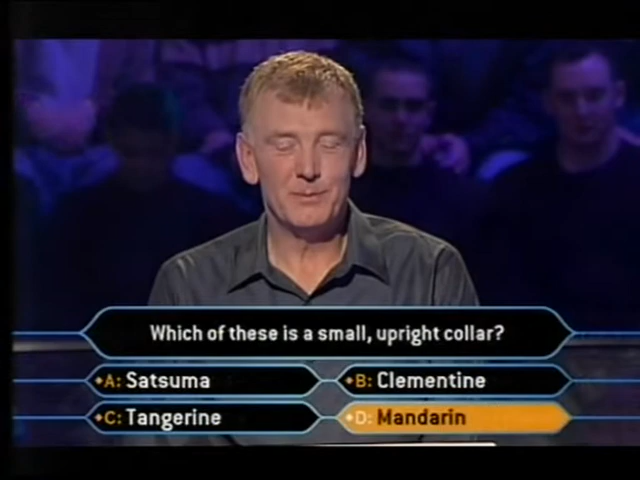 Which of these is a small, upright collar?
A: Satsuma
B: Clementine
C: Tangerine
D: Mandarin